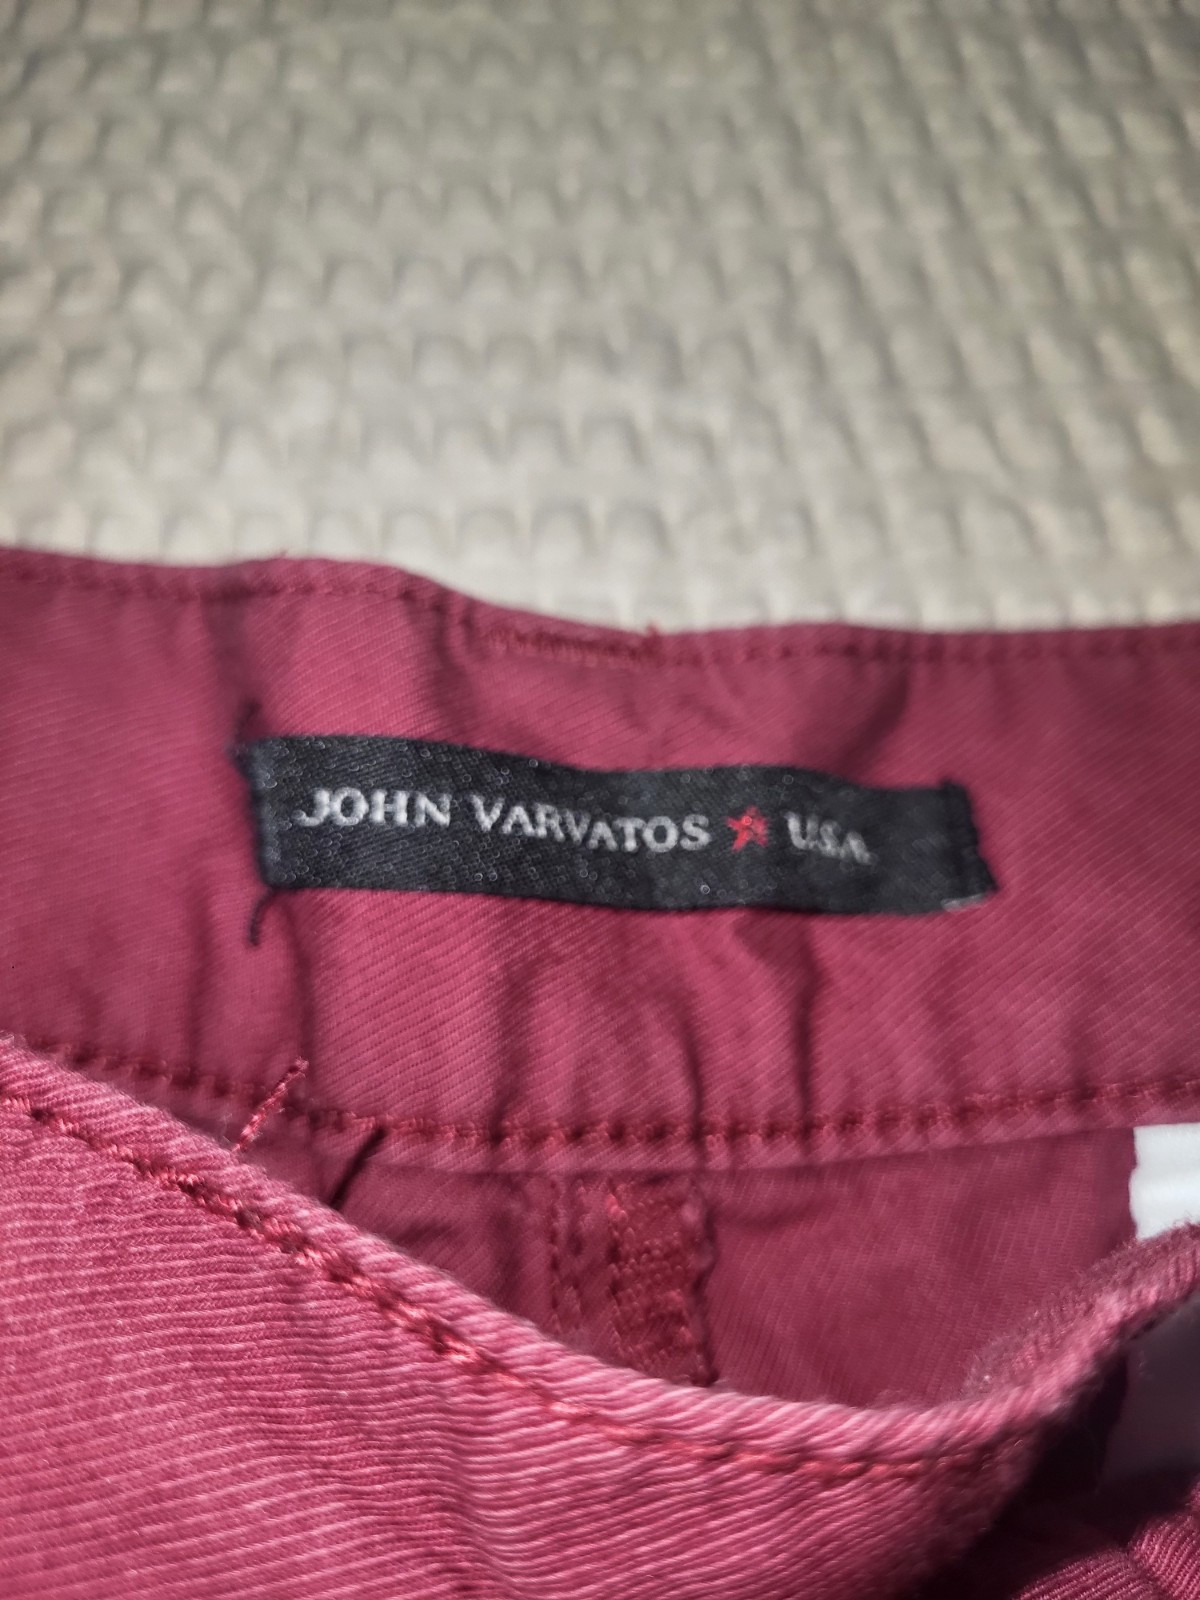 JOHN VARVATOS ★ U.S.A.